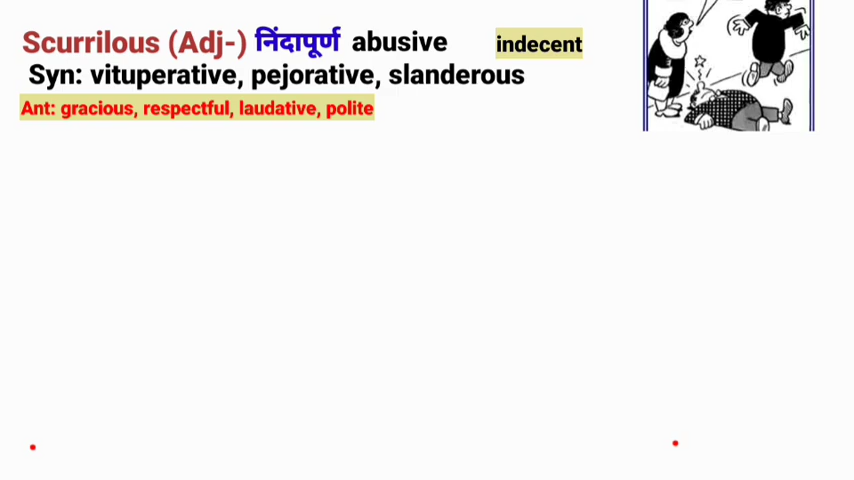 Scurrilous (Adj-) निंदापूर्ण abusive indecent
Syn: vituperative, pejorative, slanderous
Ant: gracious, respectful, laudative, polite